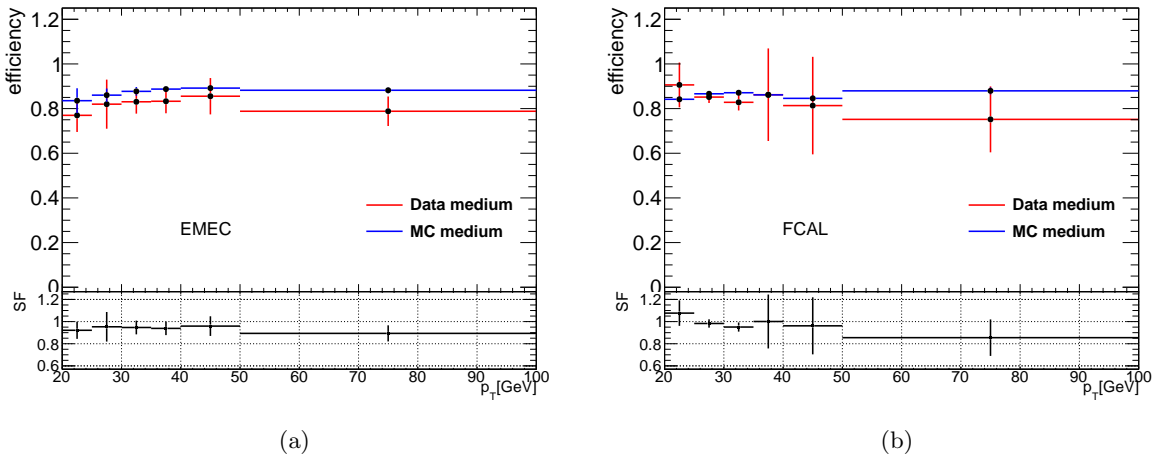 efficiency
1.2
1
0.8
0.6
0.4
0.2
0
Data medium
MC medium
EMEC
SF
1.2
1
0.8
0.6
20 30 40 50 60 70 80 90 100
p_T[GeV]
(a)
efficiency
1.2
1
0.8
0.6
0.4
0.2
0
Data medium
MC medium
FCAL
SF
1.2
1
0.8
0.6
20 30 40 50 60 70 80 90 100
p_T[GeV]
(b)